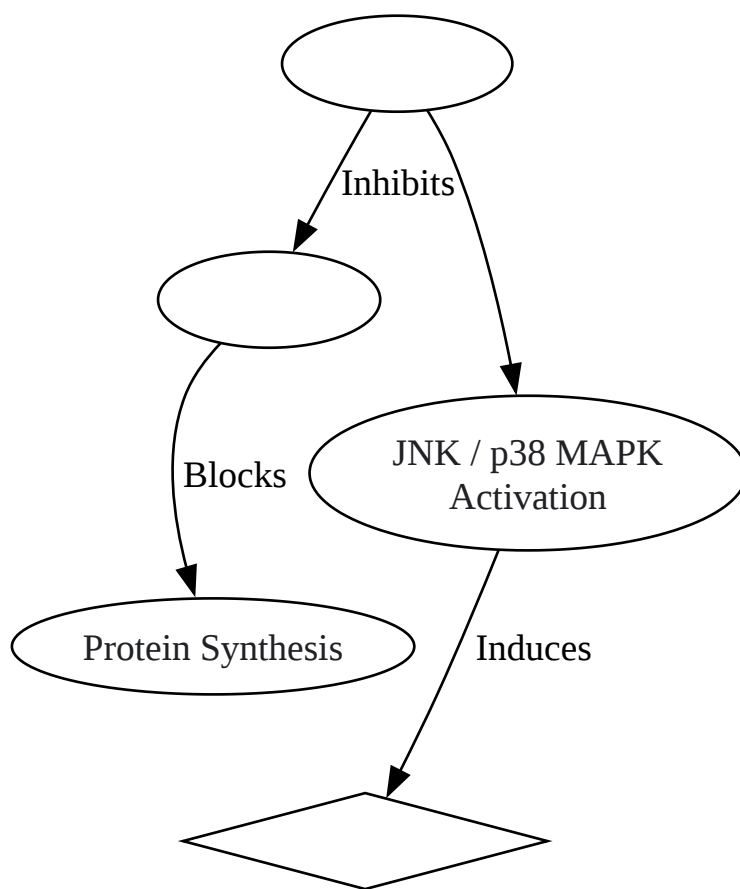 Inhibits
JNK / p38 MAPK
Activation
Blocks
Protein Synthesis
Induces